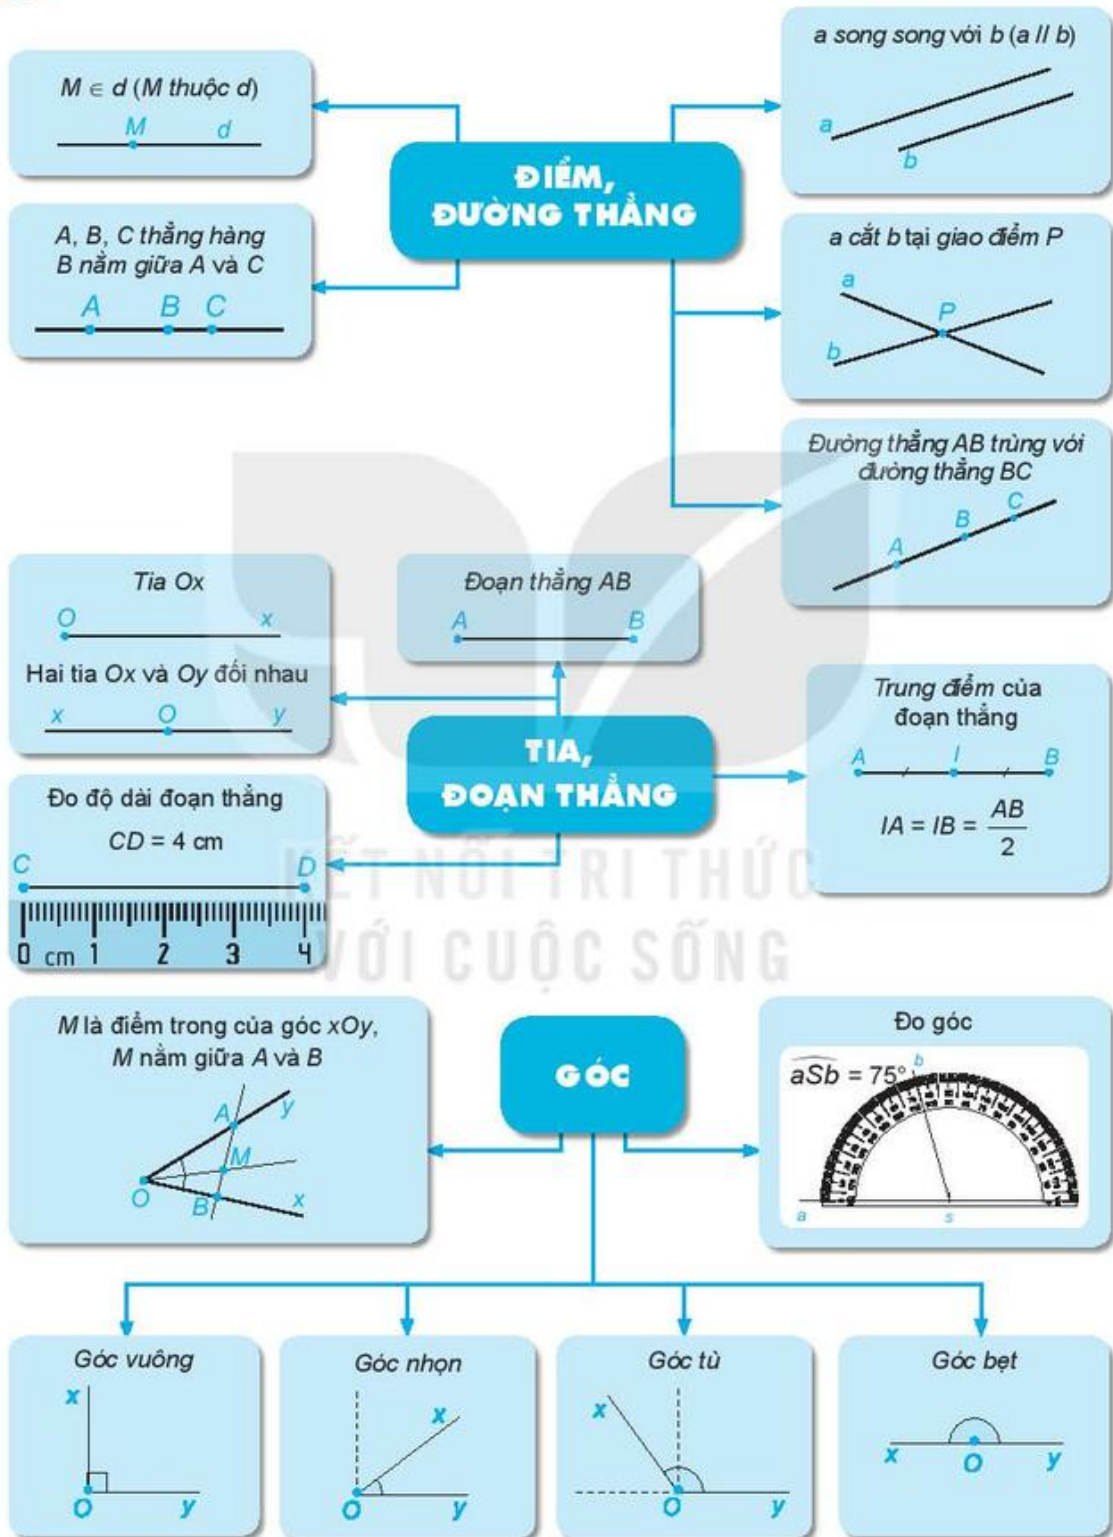 M ∈ d (M thuộc d)
M d
A, B, C thẳng hàng
B nằm giữa A và C
A B C
ĐIỂM,
ĐƯỜNG THẲNG
a song song với b (a // b)
a
b
a cắt b tại giao điểm P
a
P
b
Đường thẳng AB trùng với
đường thẳng BC
A B C
Tia Ox
O x
Hai tia Ox và Oy đối nhau
x O y
Đoạn thẳng AB
A B
TIA,
ĐOẠN THẲNG
Trung điểm của
đoạn thẳng
A I B
IA = IB = AB/2
Đo độ dài đoạn thẳng
CD = 4 cm
C D
0 cm 1 2 3 4
KẾT NỐI TRI THỨC
VỚI CUỘC SỐNG
M là điểm trong của góc xOy,
M nằm giữa A và B
A y
M
O B x
GÓC
Đo góc
aSb = 75°
b
a s
Góc vuông
x
O y
Góc nhọn
x
O y
Góc tù
x
O y
Góc bẹt
x O y